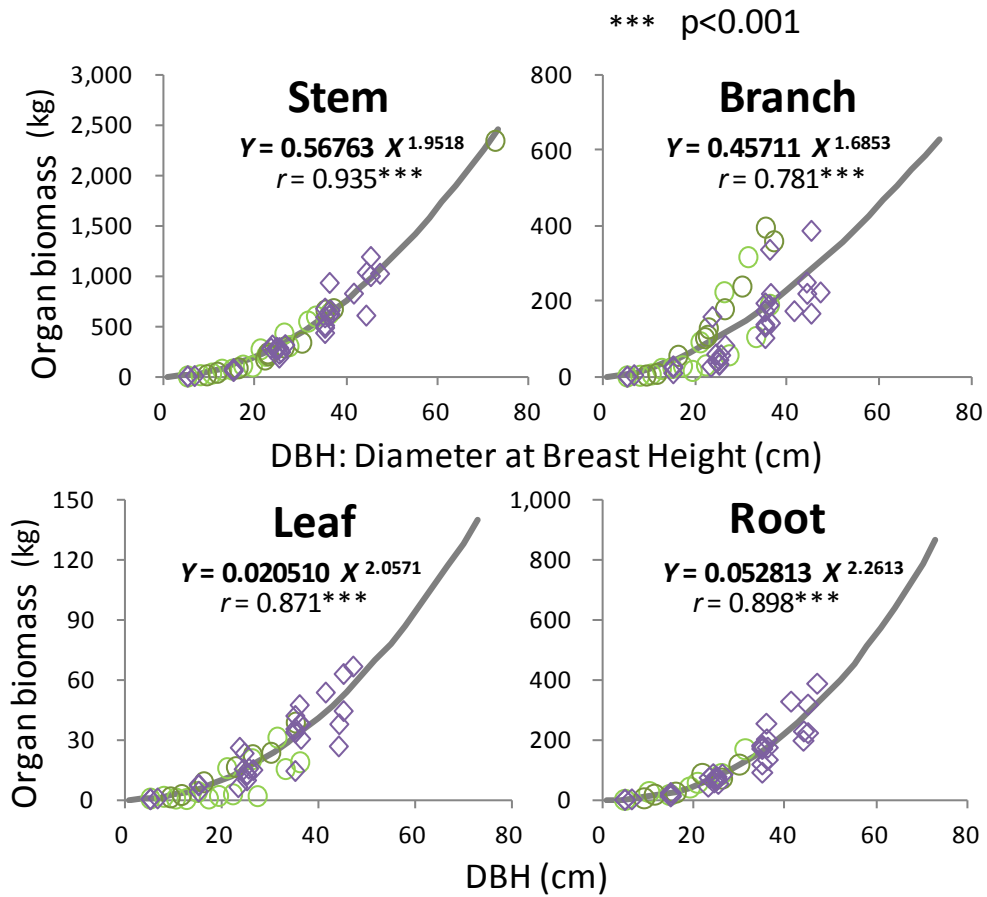 *** p<0.001
3,000
2,500
2,000
1,500
1,000
500
0
Organ biomass (kg)
Stem
Y = 0.56763 X 1.9518
r = 0.935***
0 20 40 60 80
800
600
400
200
0
Branch
Y = 0.45711 X 1.6853
r = 0.781***
0 20 40 60 80
DBH: Diameter at Breast Height (cm)
150
120
90
60
30
0
Organ biomass (kg)
Leaf
Y = 0.020510 X 2.0571
r = 0.871***
0 20 40 60 80
1,000
800
600
400
200
0
Root
Y = 0.052813 X 2.2613
r = 0.898***
0 20 40 60 80
DBH (cm)